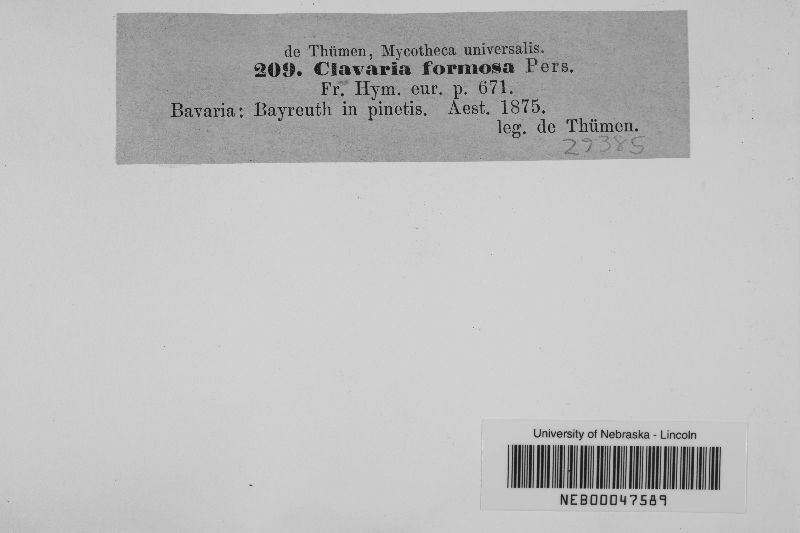 de Thümen, Mycotheca universalis.
209. Clavaria formosa Pers.
Fr. Hym. eur. p. 671.
Bavaria: Bayreuth in pinetis. Aest. 1875.
leg. de Thümen.
29385
University of Nebraska - Lincoln
NEB00047589